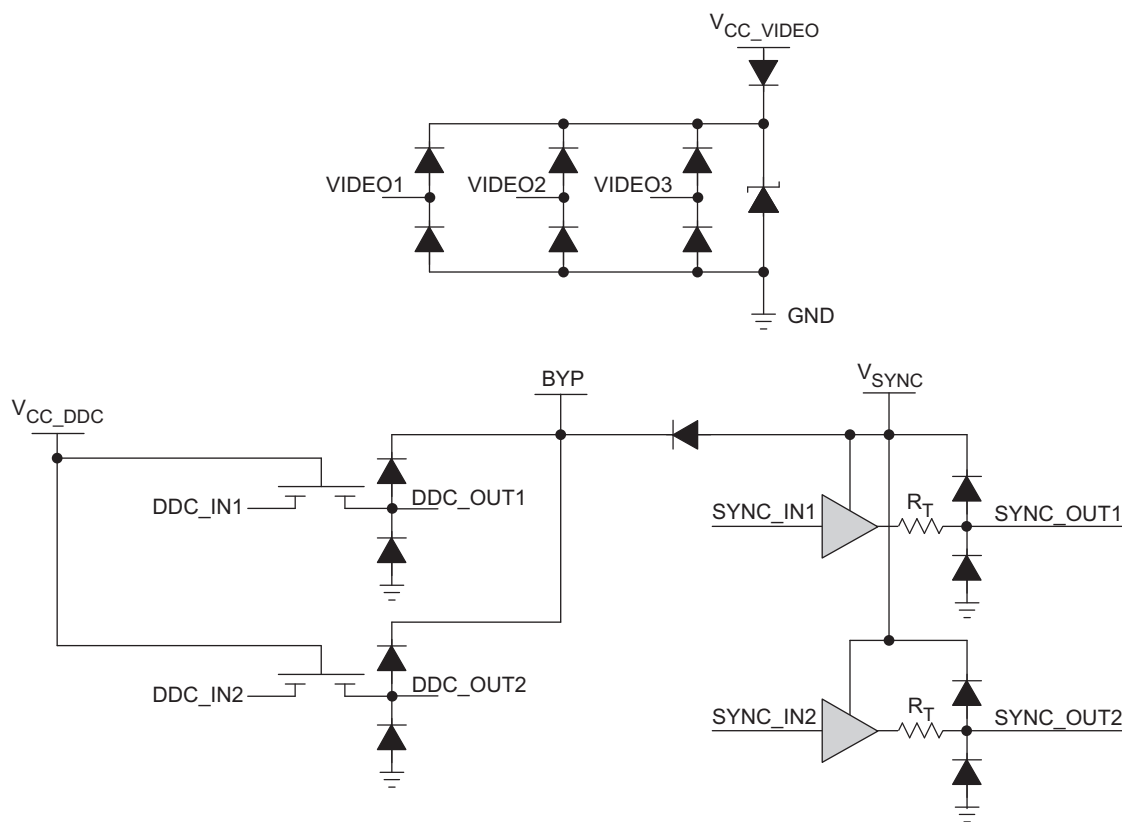 VCC_VIDEO
VIDEO1 VIDEO2 VIDEO3
GND
BYP VSYNC
VCC_DDC
DDC_IN1 DDC_OUT1
SYNC_IN1 RT SYNC_OUT1
DDC_IN2 DDC_OUT2
SYNC_IN2 RT SYNC_OUT2